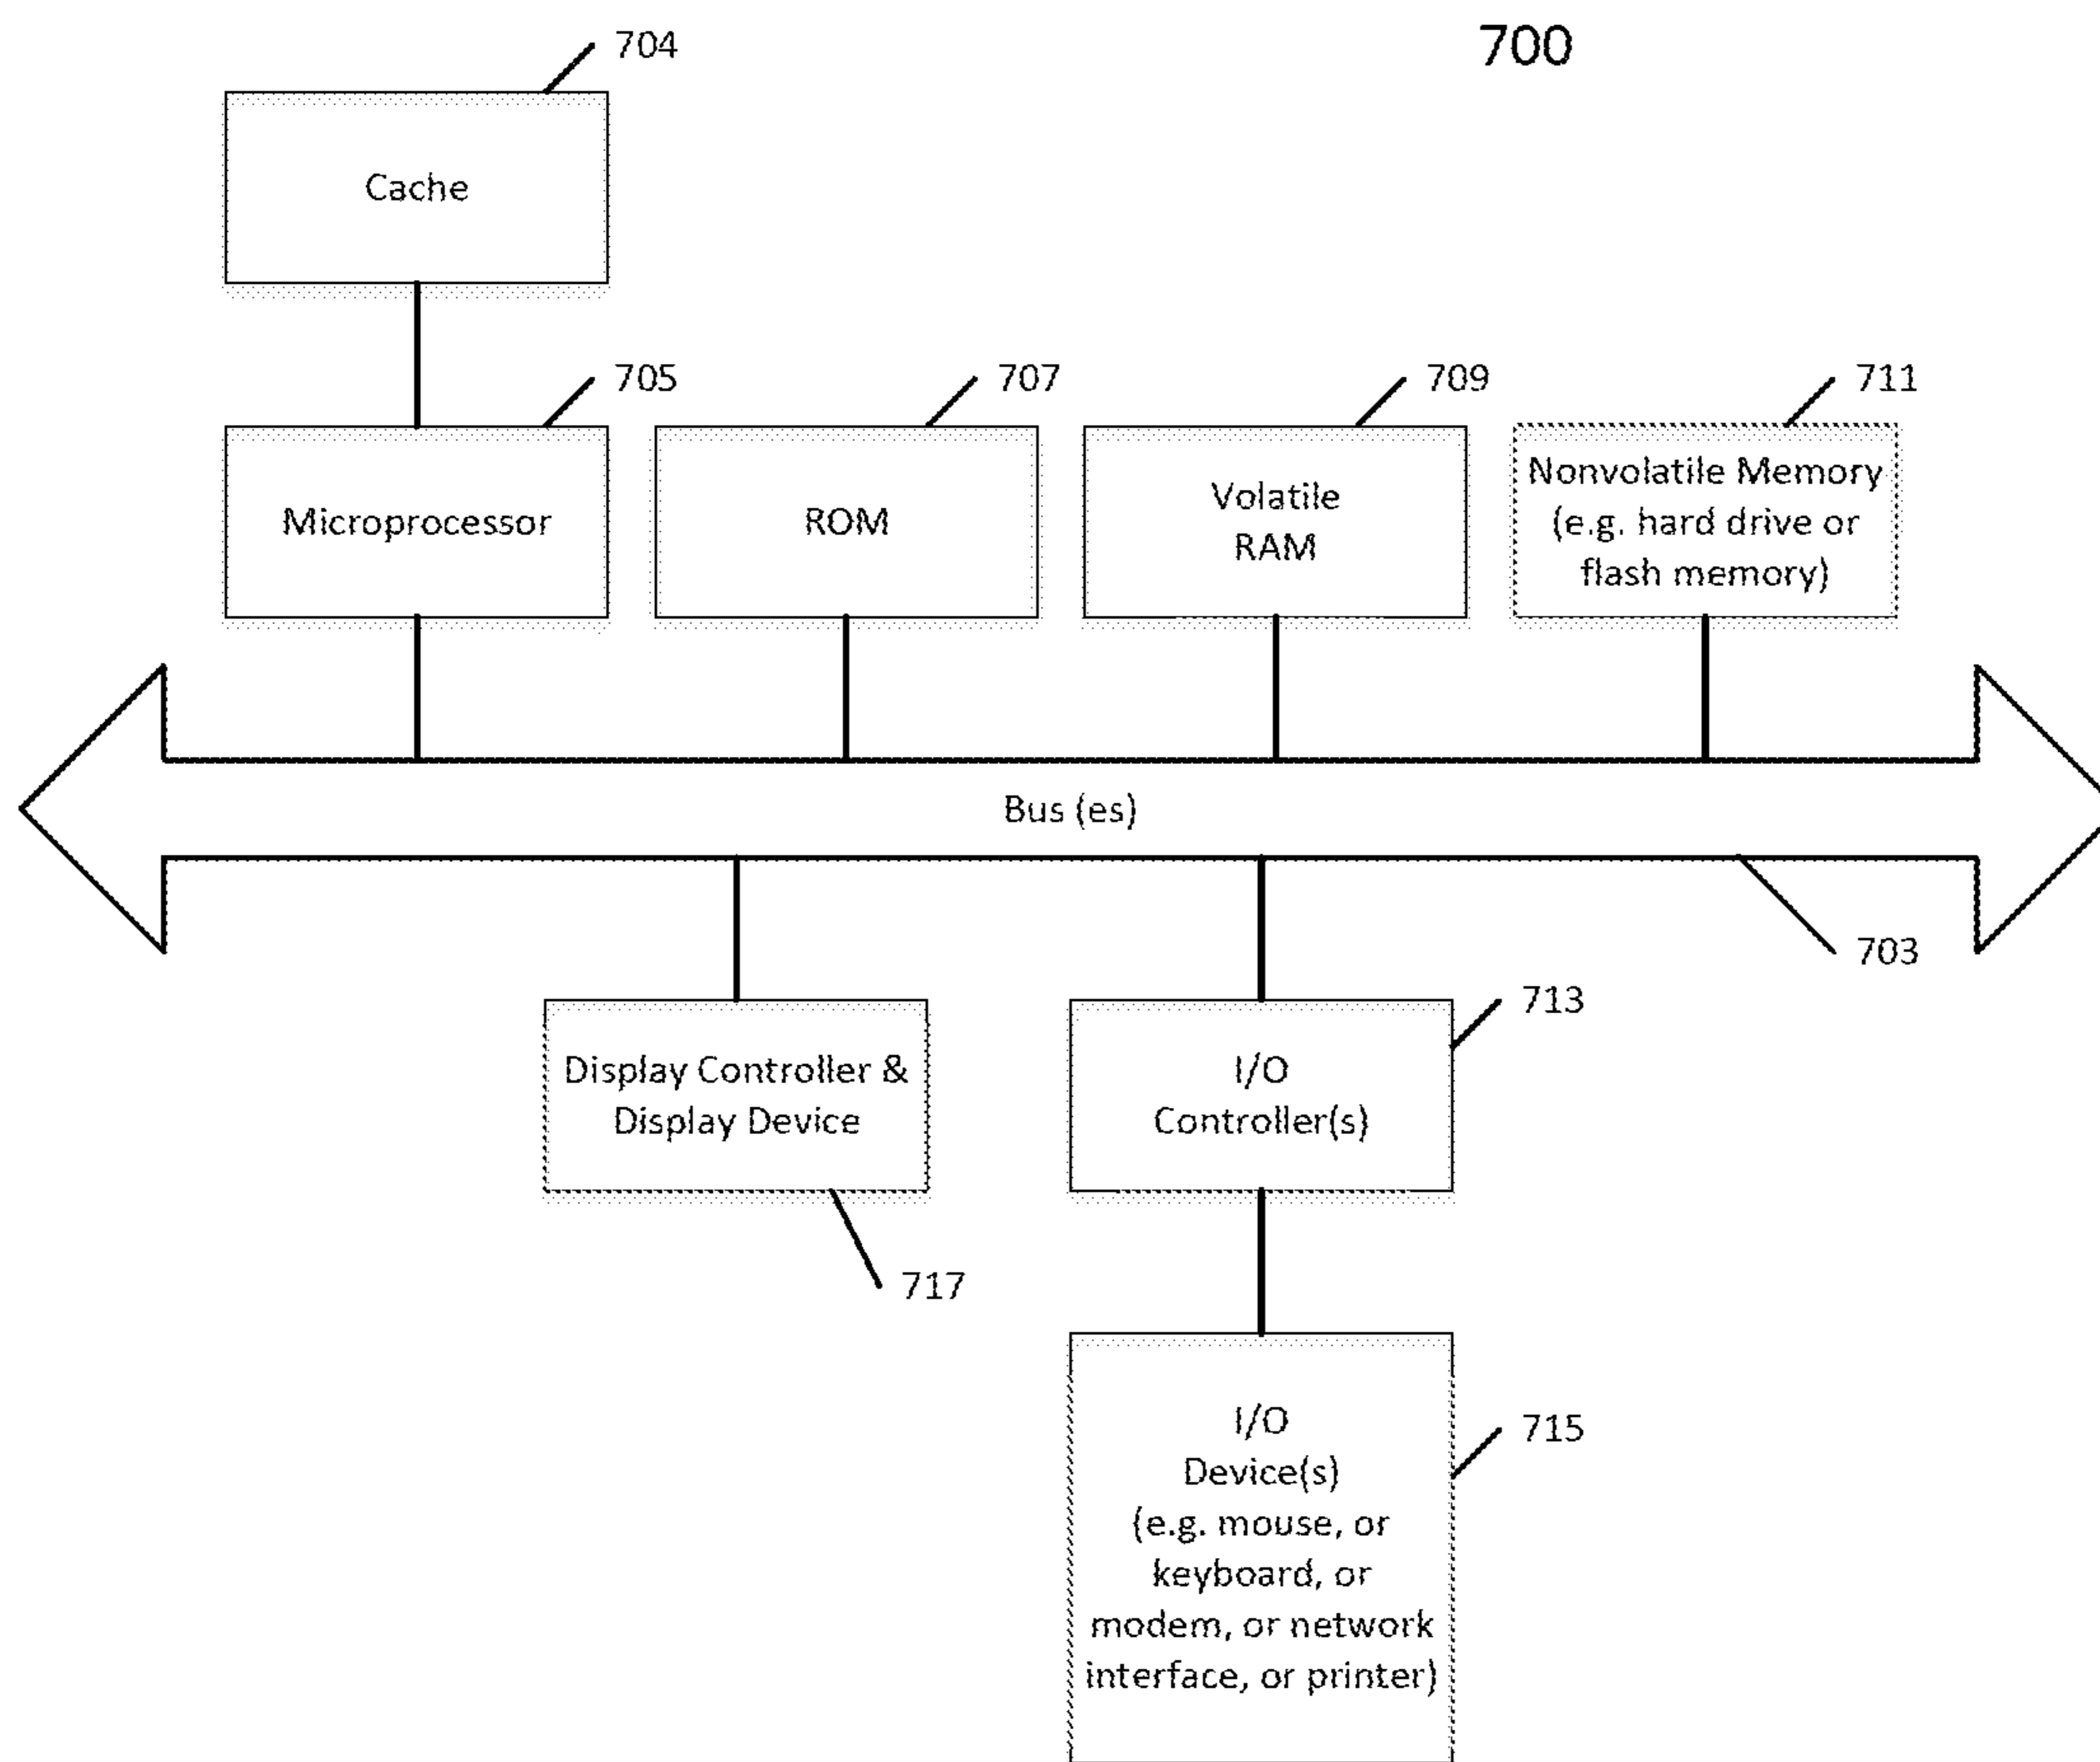 700
704
Cache
705
707
709
711
Microprocessor
ROM
Volatile
RAM
Nonvolatile Memory
(e.g. hard drive or
flash memory)
Bus (es)
703
713
Display Controller &
Display Device
I/O
Controller(s)
717
715
I/O
Device(s)
(e.g. mouse, or
keyboard, or
modem, or network
interface, or printer)